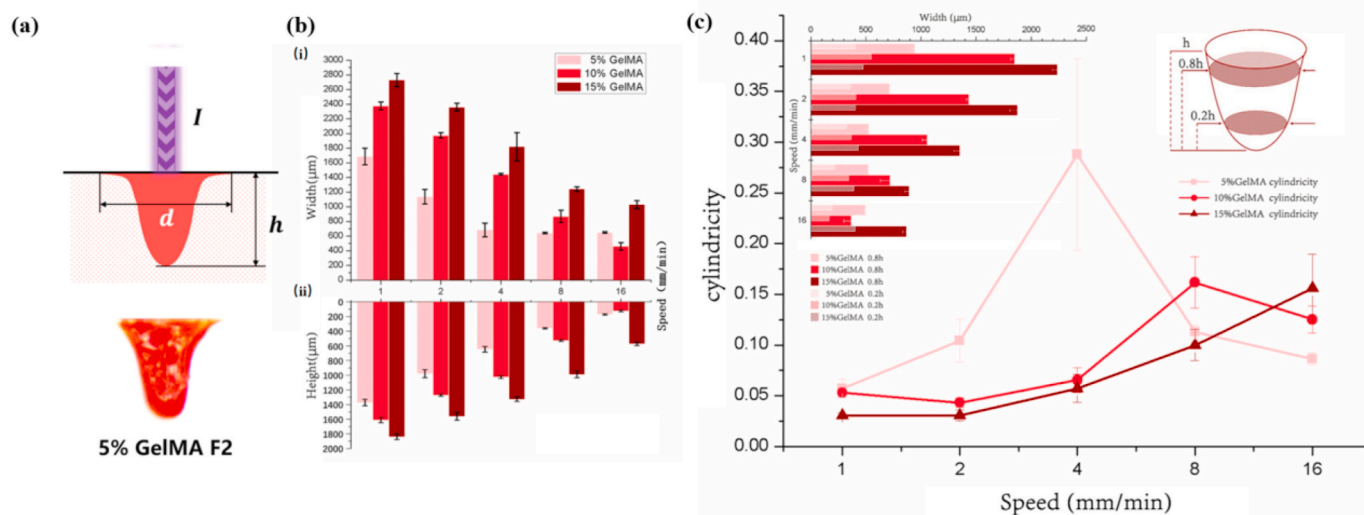 (a)
I
d
h
5% GelMA F2
(b)
(i)
5% GelMA
10% GelMA
15% GelMA
Width(μm)
3000
2800
2600
2400
2200
2000
1800
1600
1400
1200
1000
800
600
400
200
0
1
2
4
8
16
Speed (mm/min)
(ii)
Height(μm)
0
200
400
600
800
1000
1200
1400
1600
1800
2000
(c)
cylindricity
0.40
0.35
0.30
0.25
0.20
0.15
0.10
0.05
0.00
Width (μm)
0 500 1000 1500 2000 2500
Speed (mm/min)
1
2
4
8
16
5%GelMA 0.8h
10%GelMA 0.8h
15%GelMA 0.8h
5%GelMA 0.2h
10%GelMA 0.2h
15%GelMA 0.2h
h
0.8h
0.2h
5%GelMA cylindricity
10%GelMA cylindricity
15%GelMA cylindricity
1 2 4 8 16
Speed (mm/min)